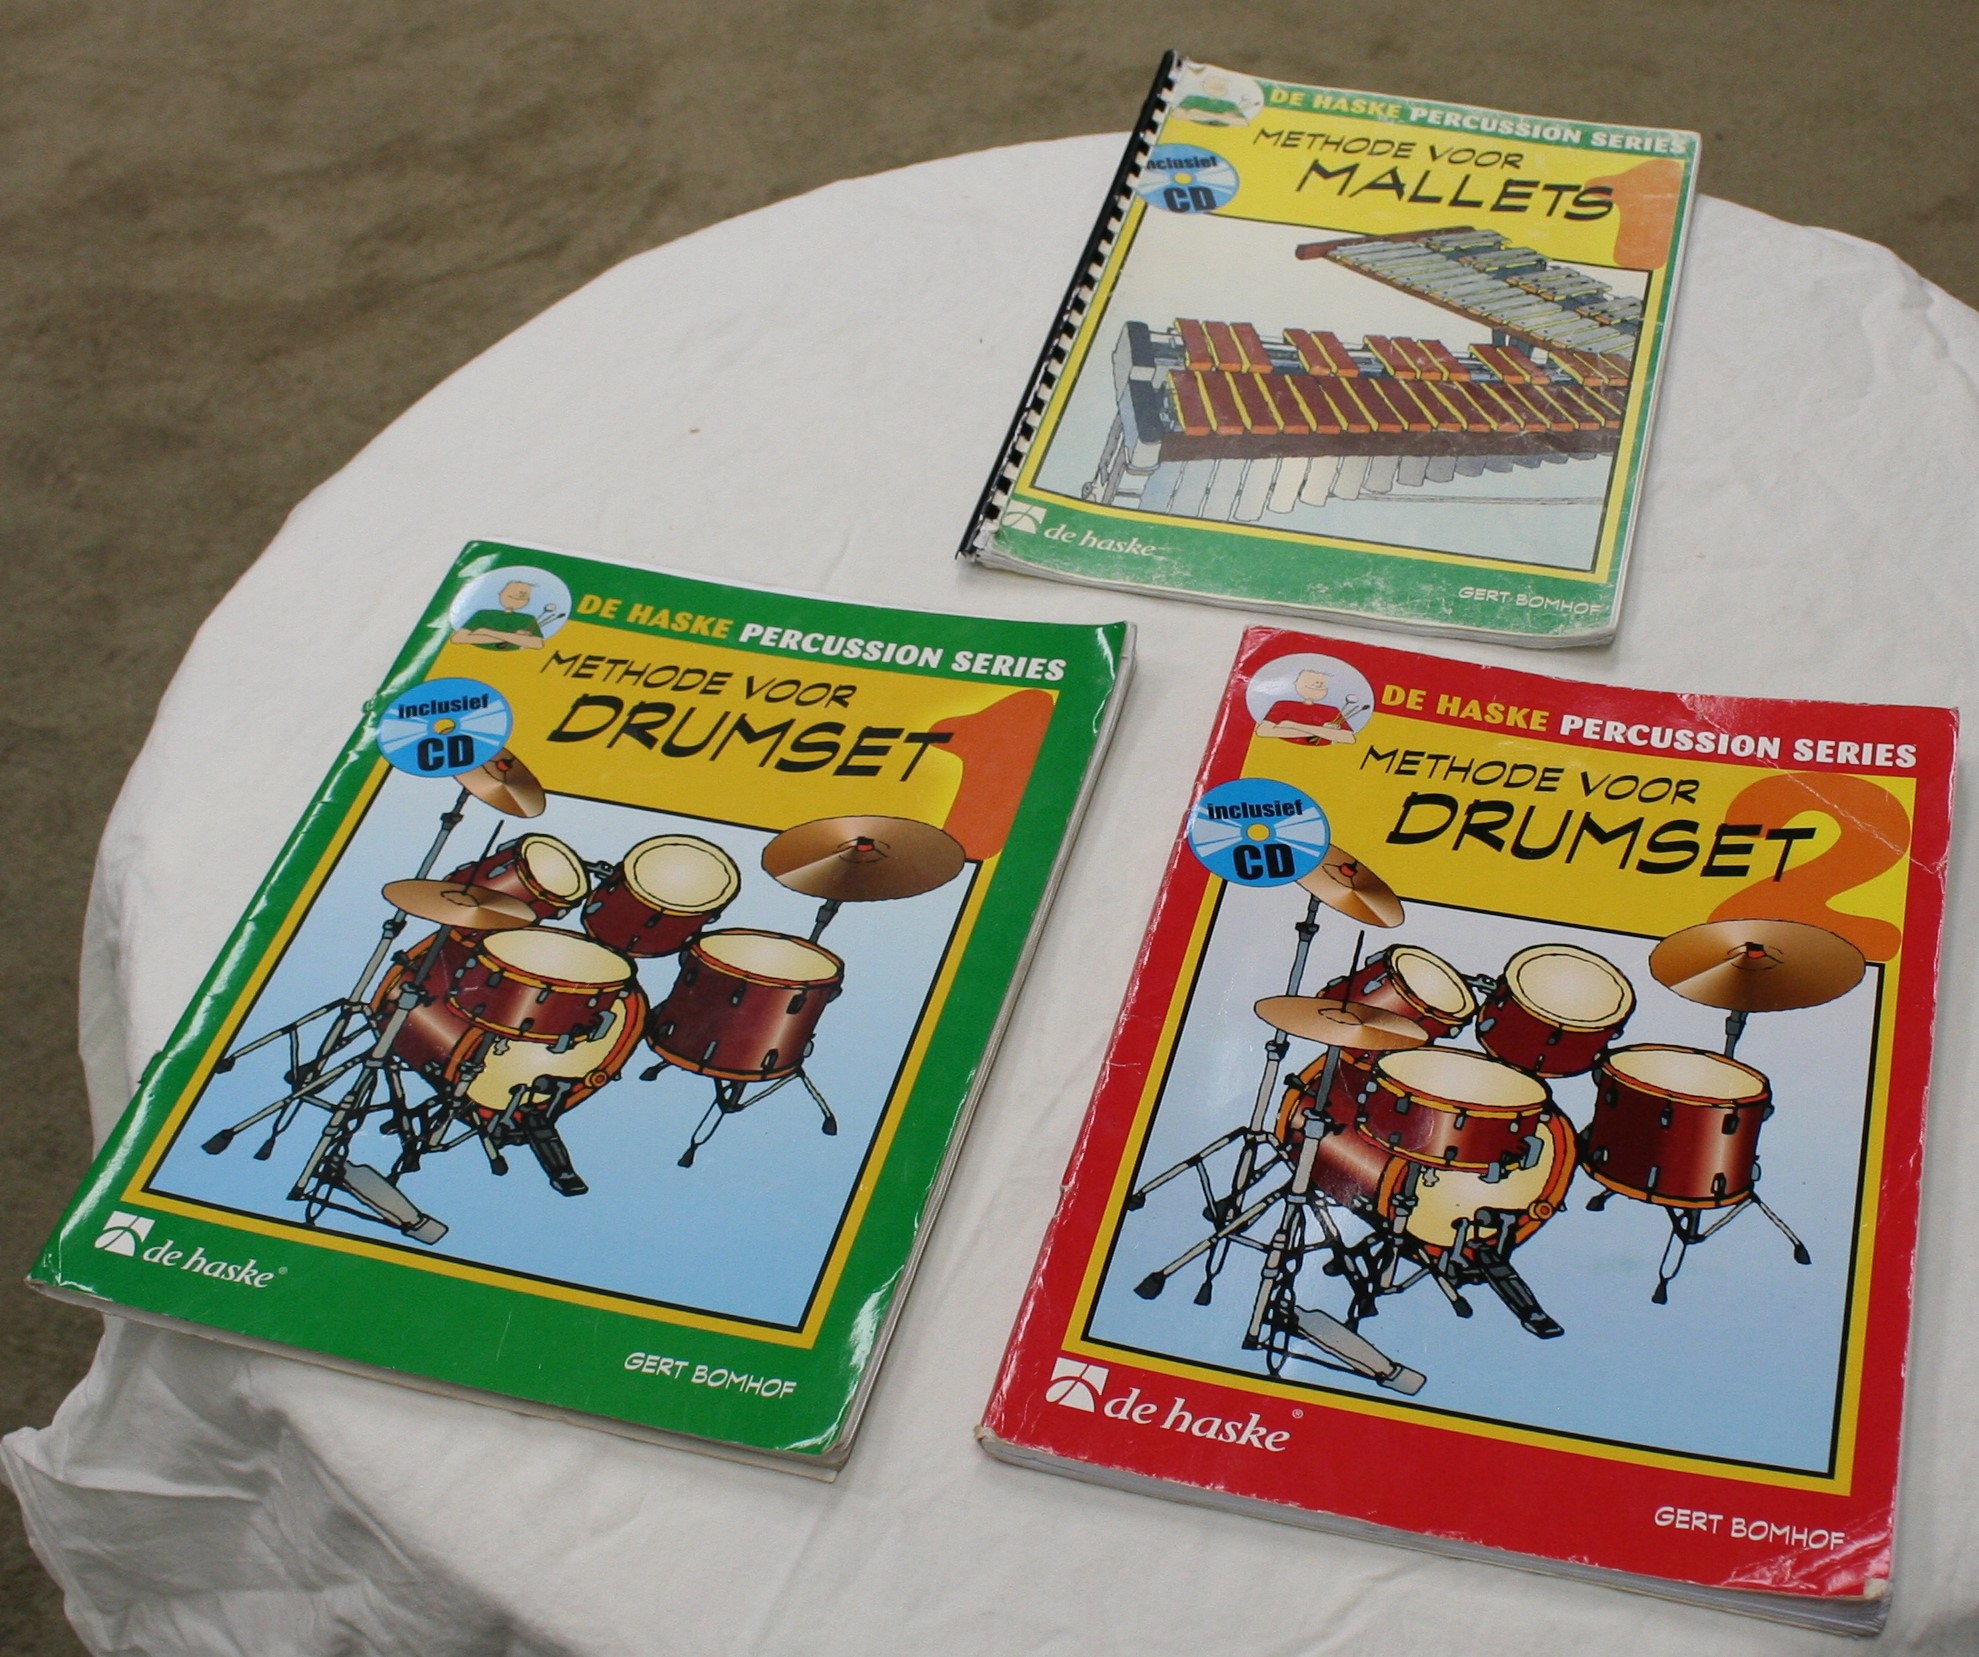 DE HASKE PERCUSSION SERIES
METHODE VOOR
MALLETS
1
inclusief
CD
de haske
GERT BOMHOF
DE HASKE PERCUSSION SERIES
METHODE VOOR
DRUMSET
1
inclusief
CD
de haske®
GERT BOMHOF
DE HASKE PERCUSSION SERIES
METHODE VOOR
DRUMSET
2
inclusief
CD
de haske®
GERT BOMHOF